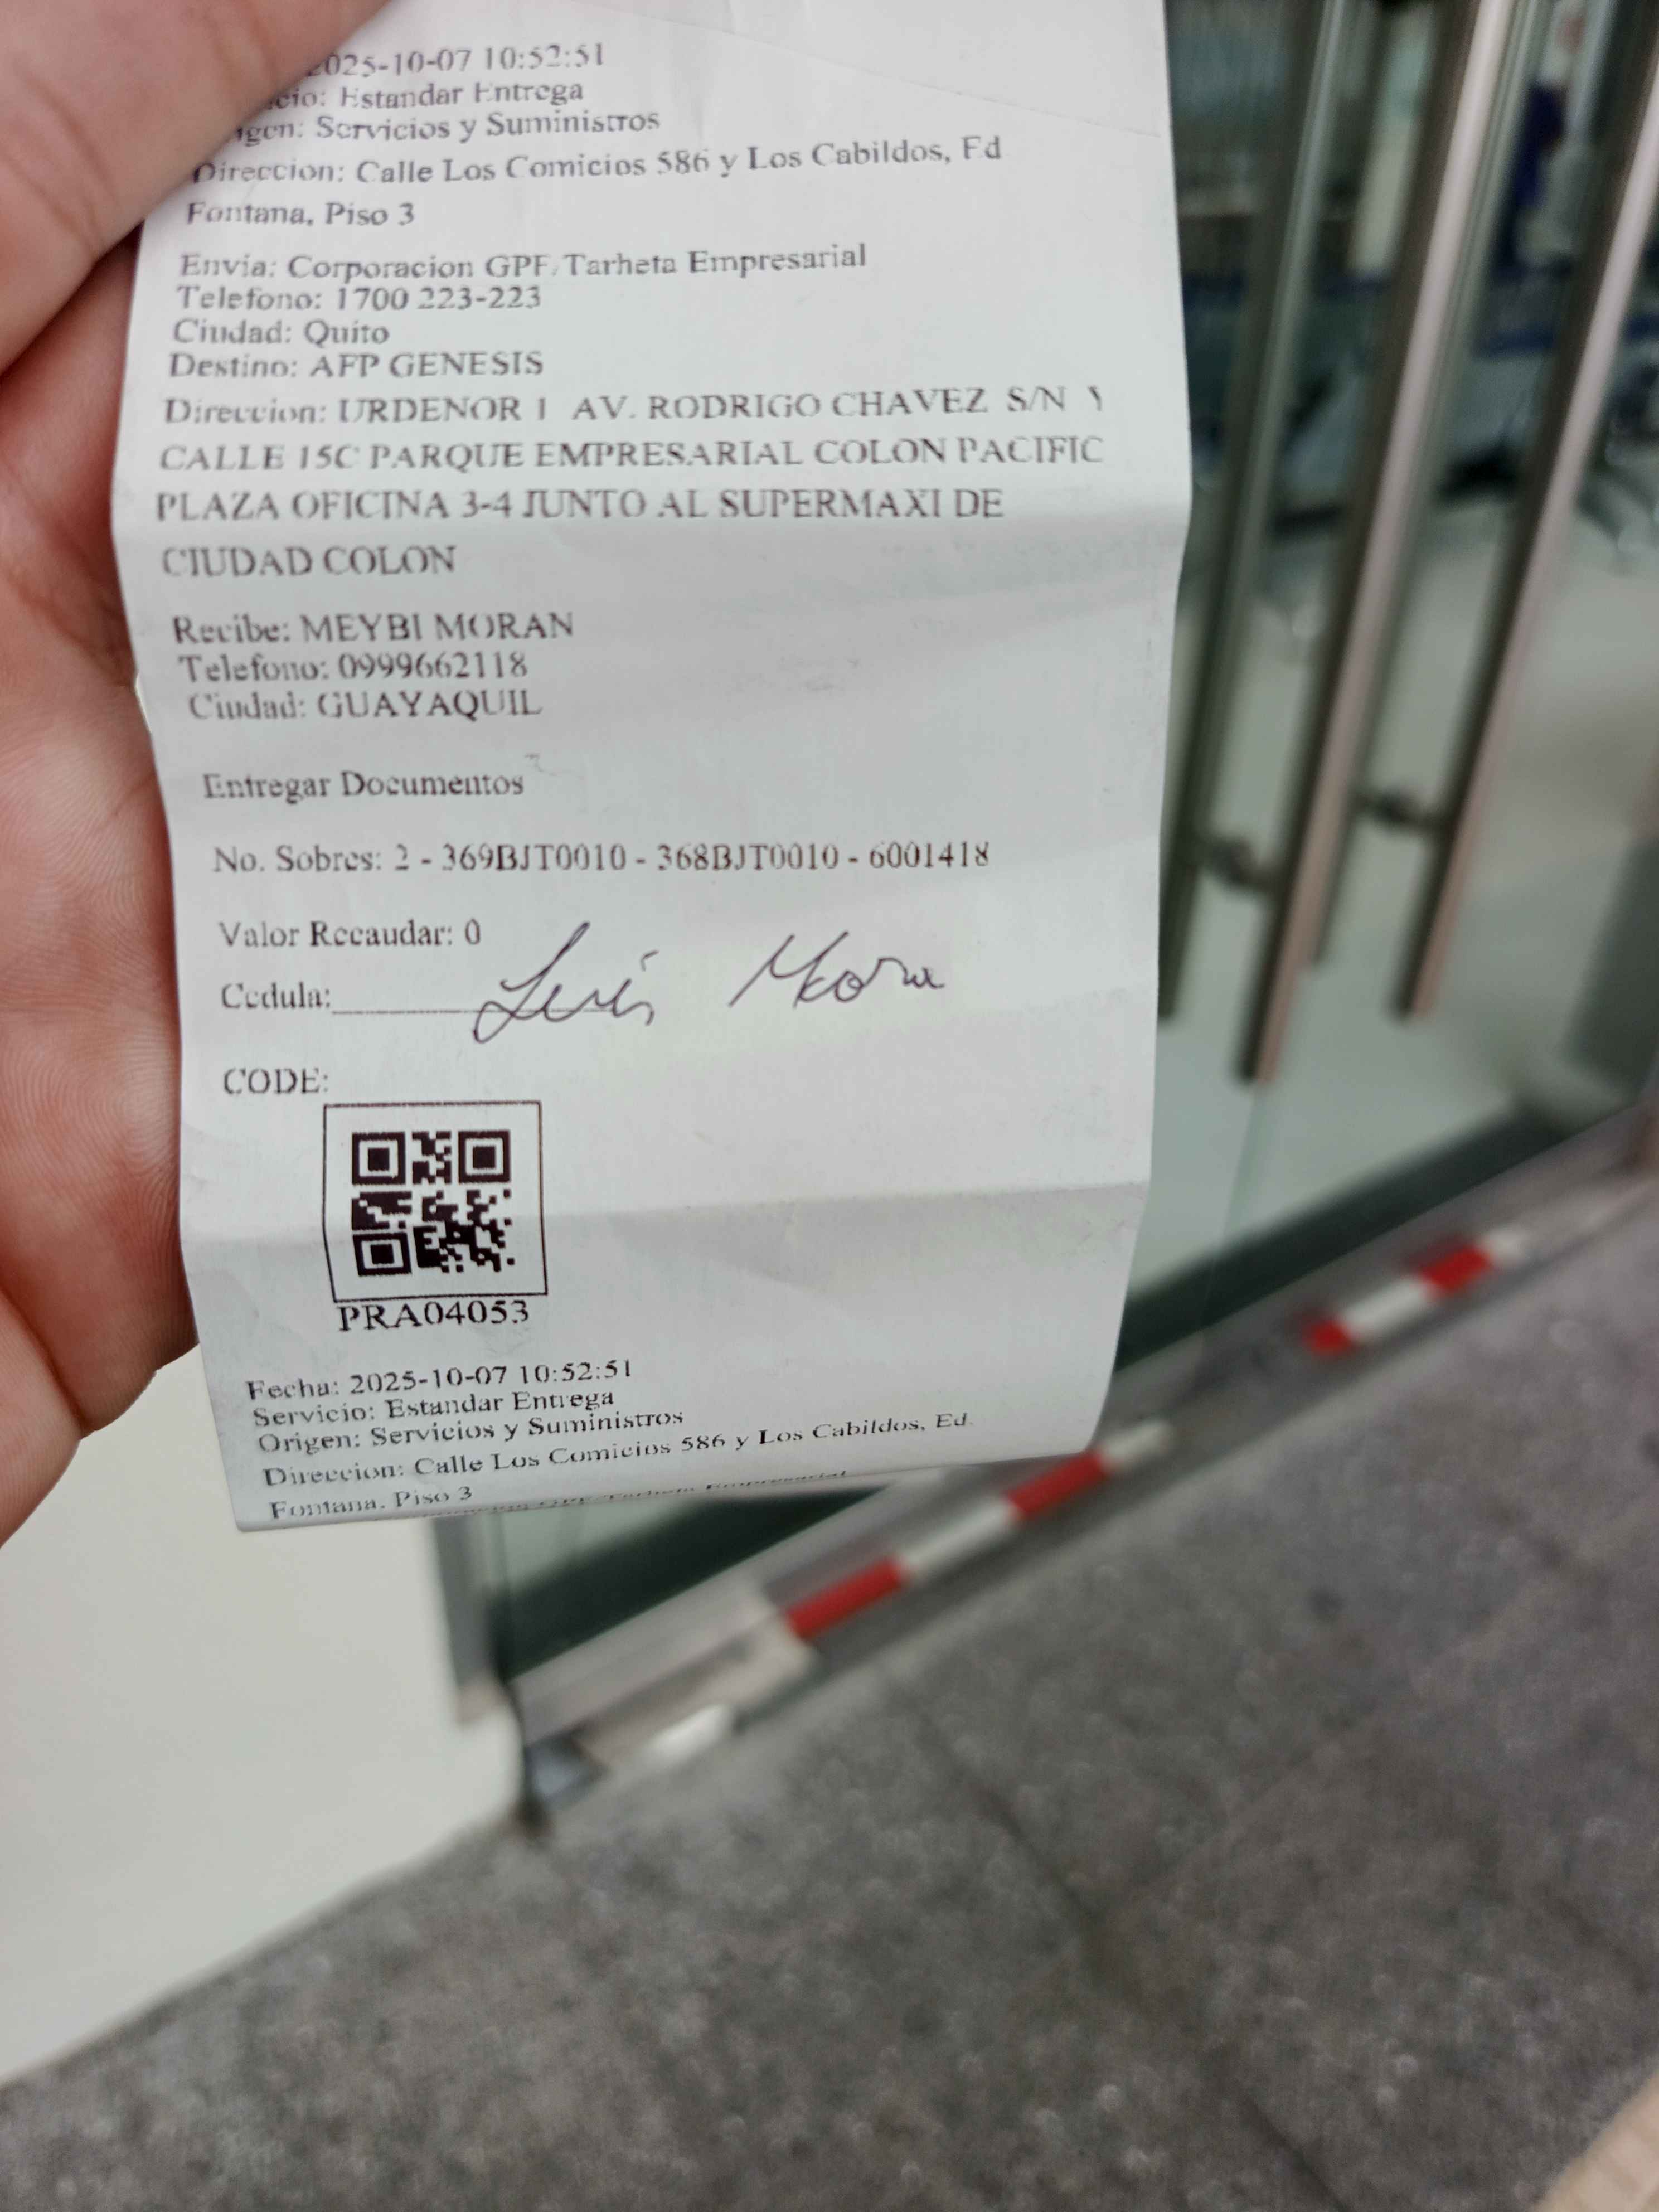 2025-10-07 10:52:51
cio: Estandar Entrega
igen: Servicios y Suministros
Direccion: Calle Los Comicios 586 y Los Cabildos, Ed
Fontana, Piso 3
Envia: Corporacion GPF, Tarheta Empresarial
Telefono: 1700 223-223
Ciudad: Quito
Destino: AFP GENESIS
Direccion: URDENOR 1 AV. RODRIGO CHAVEZ S/N Y
CALLE 15C PARQUE EMPRESARIAL COLON PACIFIC
PLAZA OFICINA 3-4 JUNTO AL SUPERMAXI DE
CIUDAD COLON
Recibe: MEYBI MORAN
Telefono: 0999662118
Ciudad: GUAYAQUIL
Entregar Documentos
No. Sobres: 2 - 369BJT0010 - 368BJT0010 - 6001418
Valor Recaudar: 0
Cedula: Luis Mora
CODE:
PRA04053
Fecha: 2025-10-07 10:52:51
Servicio: Estandar Entrega
Origen: Servicios y Suministros
Direccion: Calle Los Comicios 586 y Los Cabildos, Ed.
Fontana. Piso 3